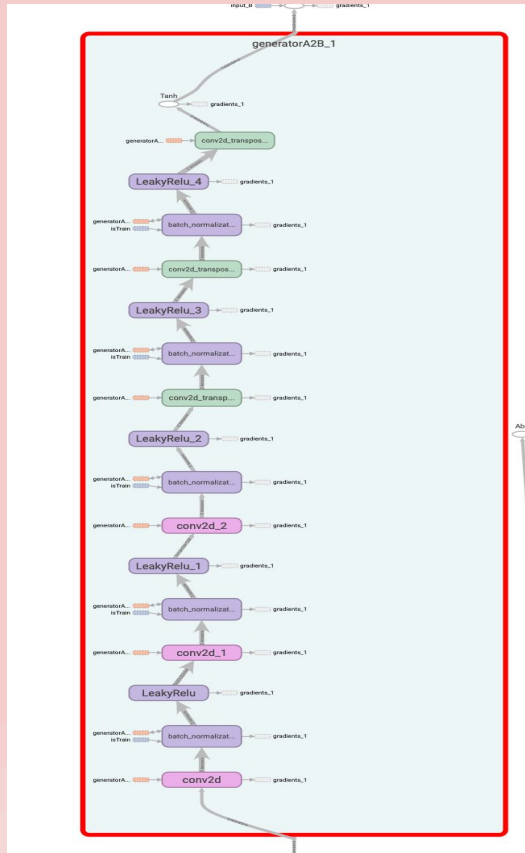 input_B gradients_1
generatorA2B_1
Tanh
gradients_1
generatorA... conv2d_transpos...
LeakyRelu_4 gradients_1
generatorA...
isTrain
batch_normalizat... gradients_1
generatorA... conv2d_transpos... gradients_1
LeakyRelu_3 gradients_1
generatorA...
isTrain
batch_normalizat... gradients_1
generatorA... conv2d_transp... gradients_1
Ab
LeakyRelu_2 gradients_1
generatorA...
isTrain
batch_normalizat... gradients_1
generatorA... conv2d_2 gradients_1
LeakyRelu_1 gradients_1
generatorA...
isTrain
batch_normalizat... gradients_1
generatorA... conv2d_1 gradients_1
LeakyRelu gradients_1
generatorA...
isTrain
batch_normalizat... gradients_1
generatorA... conv2d gradients_1